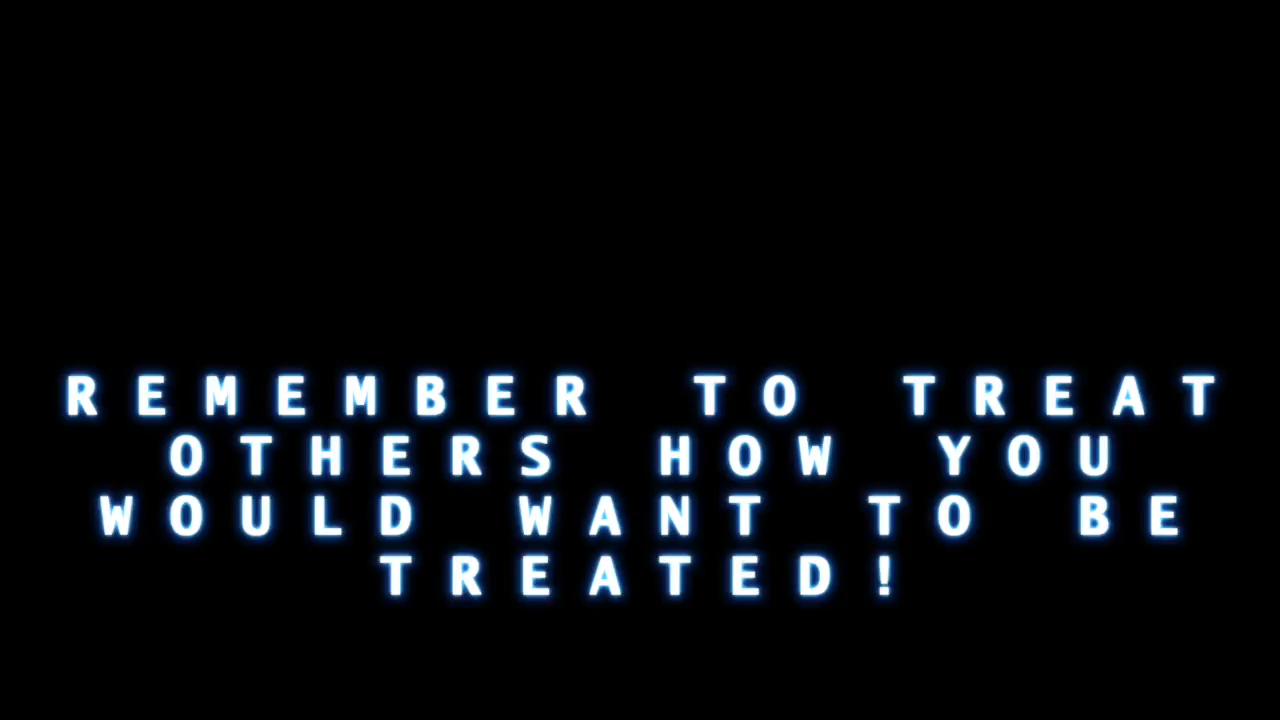 REMEMBER TO TREAT
OTHERS HOW YOU
WOULD WANT TO BE
TREATED!